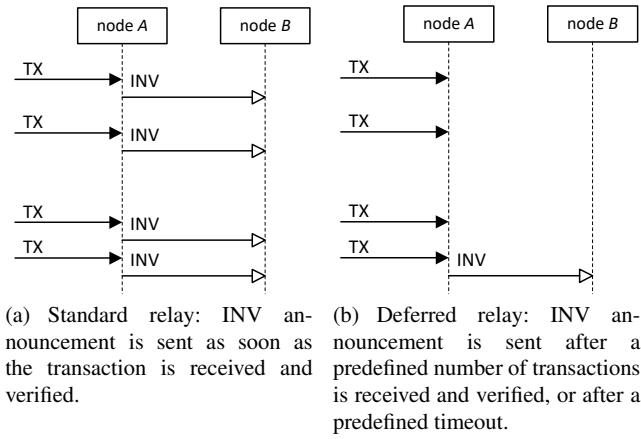 node A
node B
TX
INV
TX
INV
TX
INV
TX
INV
(a) Standard relay: INV an-
nouncement is sent as soon as
the transaction is received and
verified.
node A
node B
TX
TX
TX
TX
INV
(b) Deferred relay: INV an-
nouncement is sent after a
predefined number of transactions
is received and verified, or after a
predefined timeout.